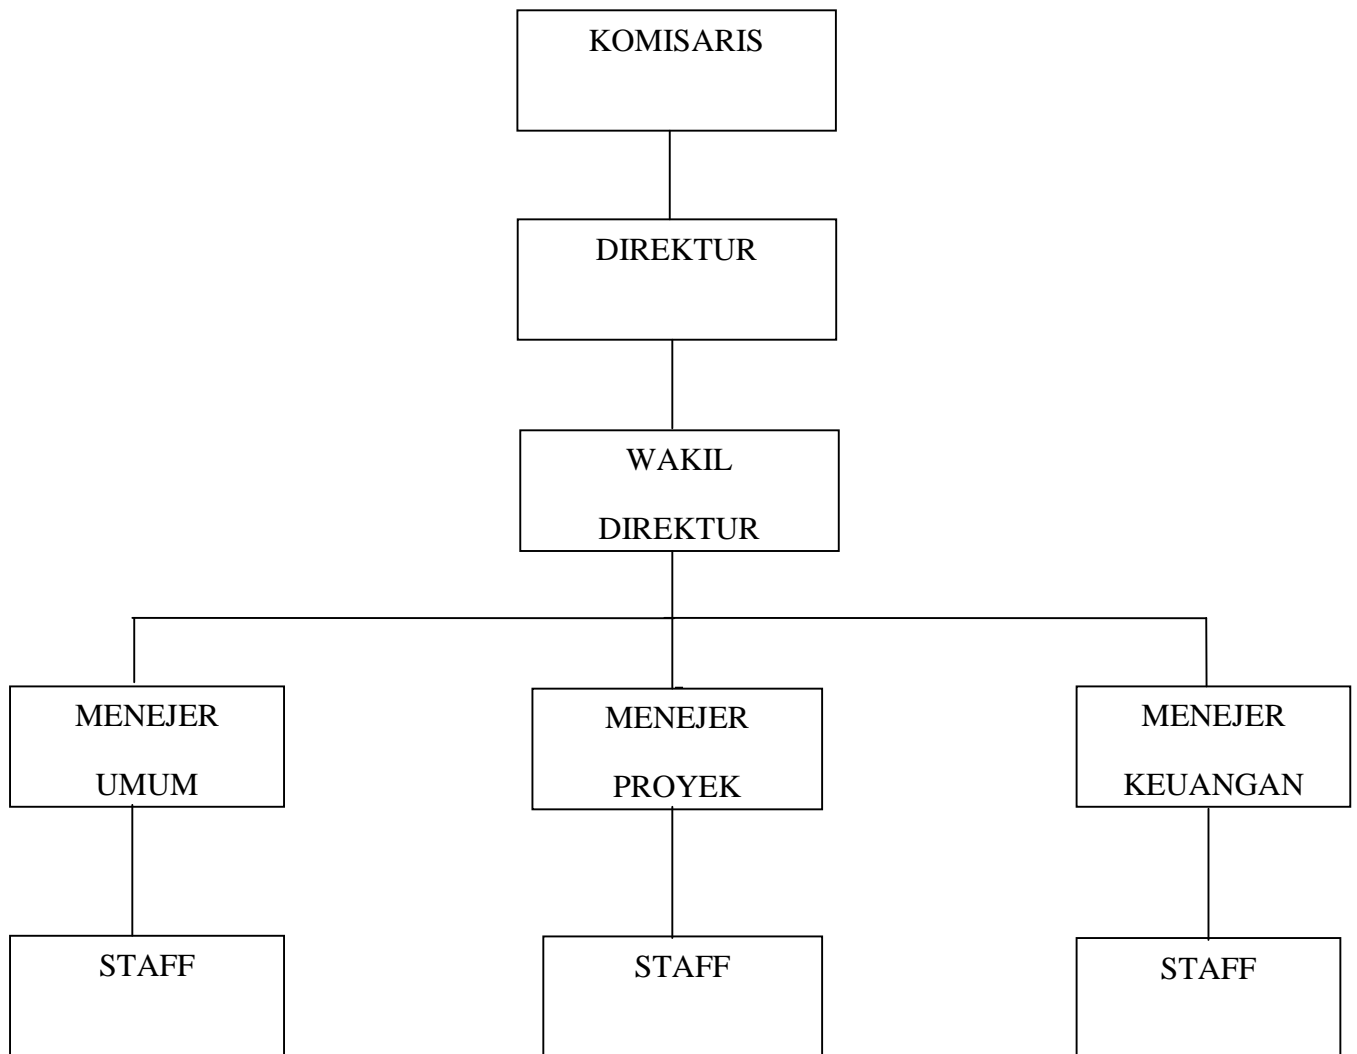 KOMISARIS
DIREKTUR
WAKIL
DIREKTUR
MENEJER
UMUM
MENEJER
PROYEK
MENEJER
KEUANGAN
STAFF
STAFF
STAFF